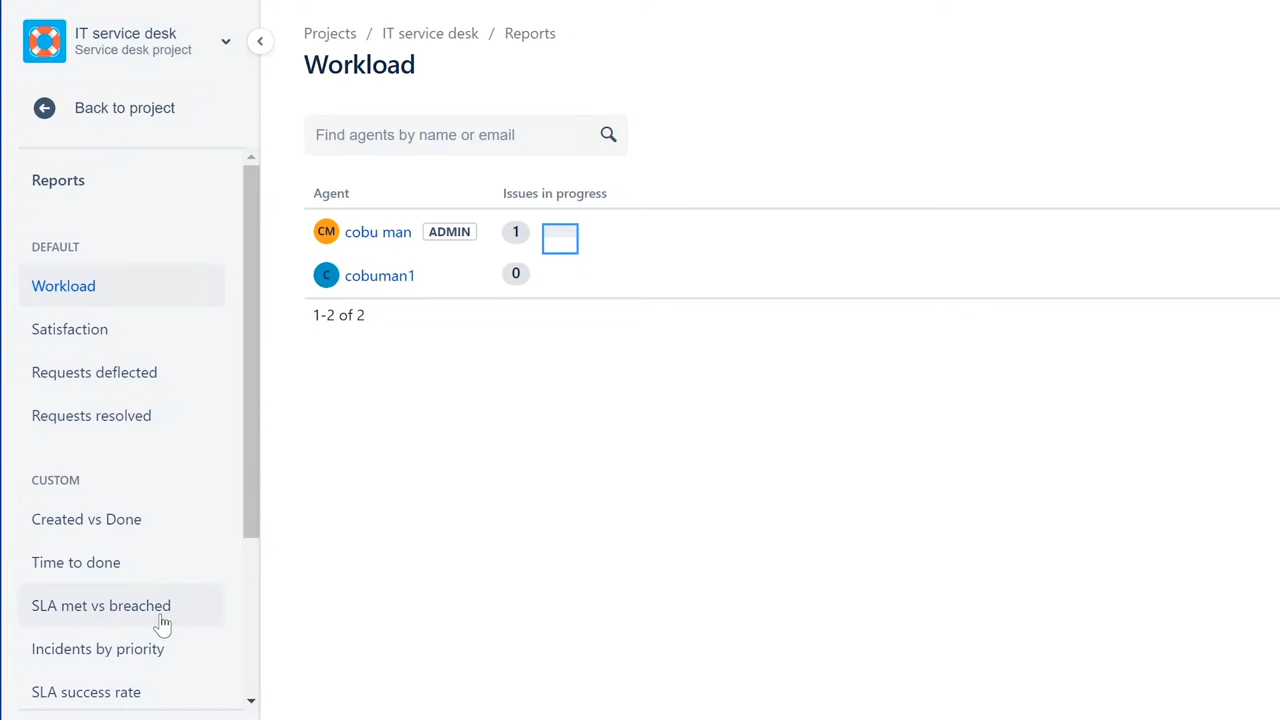 IT service desk
Service desk project
Back to project
Reports
DEFAULT
Workload
Satisfaction
Requests deflected
Requests resolved
CUSTOM
Created vs Done
Time to done
SLA met vs breached
Incidents by priority
SLA success rate
Projects / IT service desk / Reports
Workload
Find agents by name or email
Agent Issues in progress
CM cobu man ADMIN 1
C cobuman1 0
1-2 of 2